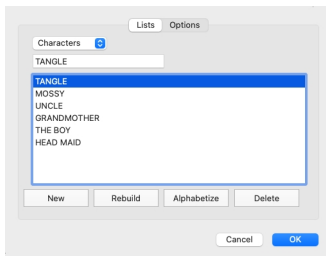 Lists Options
Characters
TANGLE
TANGLE
MOSSY
UNCLE
GRANDMOTHER
THE BOY
HEAD MAID
New Rebuild Alphabetize Delete
Cancel OK